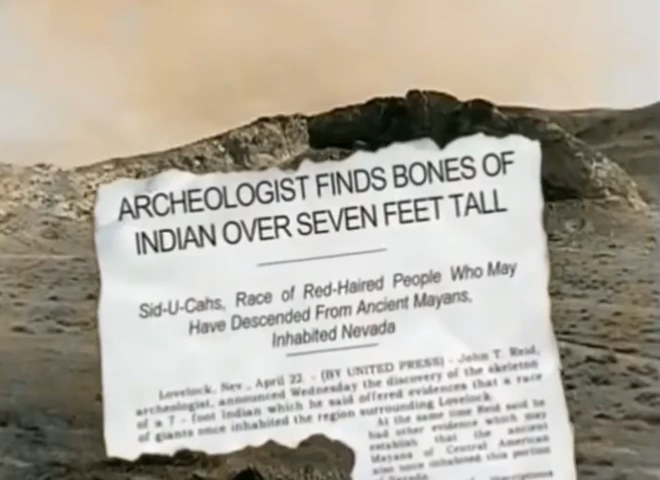 ARCHEOLOGIST FINDS BONES OF
INDIAN OVER SEVEN FEET TALL
Sid-U-Cahs, Race of Red-Haired People Who May
Have Descended From Ancient Mayans,
Inhabited Nevada
Lovelock, Nev., April 22. - (BY UNITED PRESS) - John T. Reid,
archeologist, announced Wednesday the discovery of the skeleton
of a 7 - foot Indian which he said offered evidences that a race
of giants once inhabited the region surrounding Lovelock.
At the same time Reid said he
had other evidence which may
establish that the ancient
Mayans of Central American
also once inhabited this portion
of Nevada.